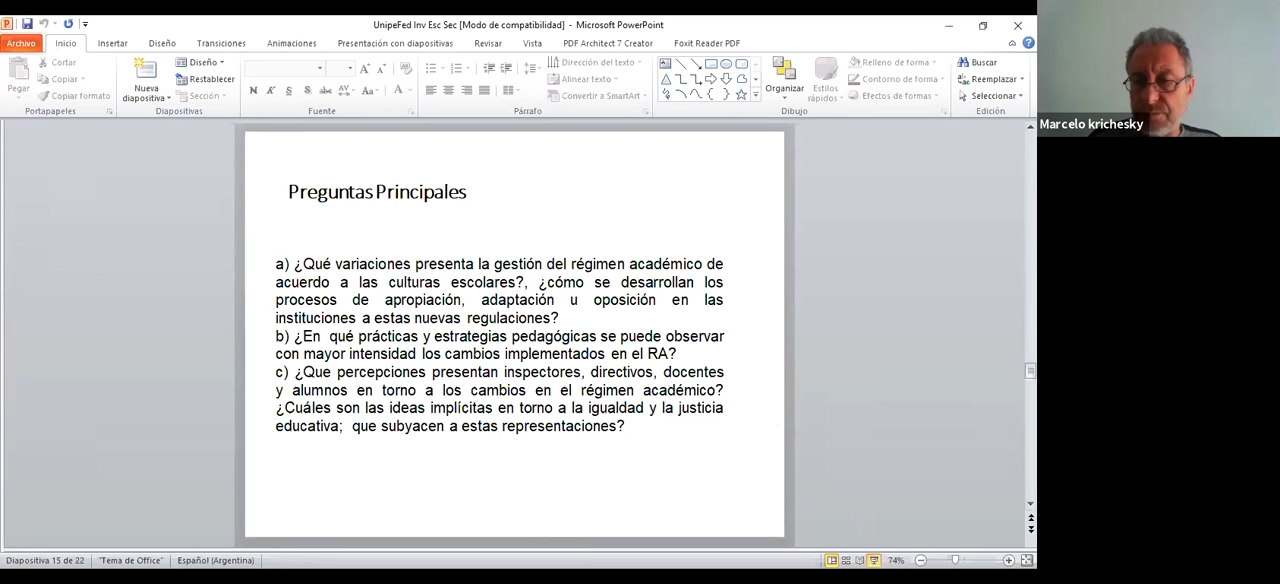 UnipeFed Inv Esc Sec [Modo de compatibilidad] - Microsoft PowerPoint
Archivo Inicio Insertar Diseño Transiciones Animaciones Presentación con diapositivas Revisar Vista PDF Architect 7 Creator Foxit Reader PDF
Pegar
Cortar
Copiar
Copiar formato
Portapapeles
Nueva
diapositiva
Diseño
Restablecer
Sección
Diapositivas
N K S S abc AV Aa A
Fuente
Dirección del texto
Alinear texto
Convertir a SmartArt
Párrafo
Organizar
Estilos
rápidos
Relleno de forma
Contorno de forma
Efectos de formas
Dibujo
Buscar
Reemplazar
Seleccionar
Edición
Marcelo krichesky
Preguntas Principales
a) ¿Qué variaciones presenta la gestión del régimen académico de
acuerdo a las culturas escolares?, ¿cómo se desarrollan los
procesos de apropiación, adaptación u oposición en las
instituciones a estas nuevas regulaciones?
b) ¿En qué prácticas y estrategias pedagógicas se puede observar
con mayor intensidad los cambios implementados en el RA?
c) ¿Que percepciones presentan inspectores, directivos, docentes
y alumnos en torno a los cambios en el régimen académico?
¿Cuáles son las ideas implícitas en torno a la igualdad y la justicia
educativa; que subyacen a estas representaciones?
Diapositiva 15 de 22 "Tema de Office" Español (Argentina) 74%